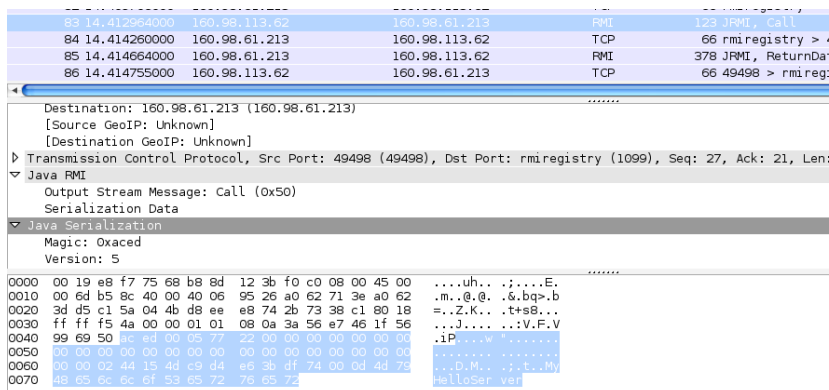 83 14.412964000 160.98.113.62 160.98.61.213 RMI 123 JRMI, Call
84 14.414260000 160.98.61.213 160.98.113.62 TCP 66 rmiregistry >
85 14.414664000 160.98.61.213 160.98.113.62 RMI 378 JRMI, ReturnDat
86 14.414755000 160.98.113.62 160.98.61.213 TCP 66 49498 > rmireg
Destination: 160.98.61.213 (160.98.61.213)
[Source GeoIP: Unknown]
[Destination GeoIP: Unknown]
Transmission Control Protocol, Src Port: 49498 (49498), Dst Port: rmiregistry (1099), Seq: 27, Ack: 21, Len:
Java RMI
Output Stream Message: Call (0x50)
Serialization Data
Java Serialization
Magic: 0xaced
Version: 5
0000 00 19 e8 f7 75 68 b8 8d 12 3b f0 c0 08 00 45 00 ....uh.. .;....E.
0010 00 6d b5 8c 40 00 40 06 95 26 a0 62 71 3e a0 62 .m..@.@. .&.bq>.b
0020 3d d5 c1 5a 04 4b d8 ee e8 74 2b 73 38 c1 80 18 =..Z.K.. .t+s8...
0030 ff ff f5 4a 00 00 01 01 08 0a 3a 56 e7 46 1f 56 ...J.... ..:V.F.V
0040 99 69 50 ac ed 00 05 77 22 00 00 00 00 00 00 00 .iP....w ".......
0050 00 00 00 00 00 00 00 00 00 00 00 00 00 00 00 00 ........ ........
0060 00 00 02 44 15 4d c9 d4 e6 3b df 74 00 0d 4d 79 ...D.M.. .;.t..My
0070 48 65 6c 6c 6f 53 65 72 76 65 72 HelloSer ver